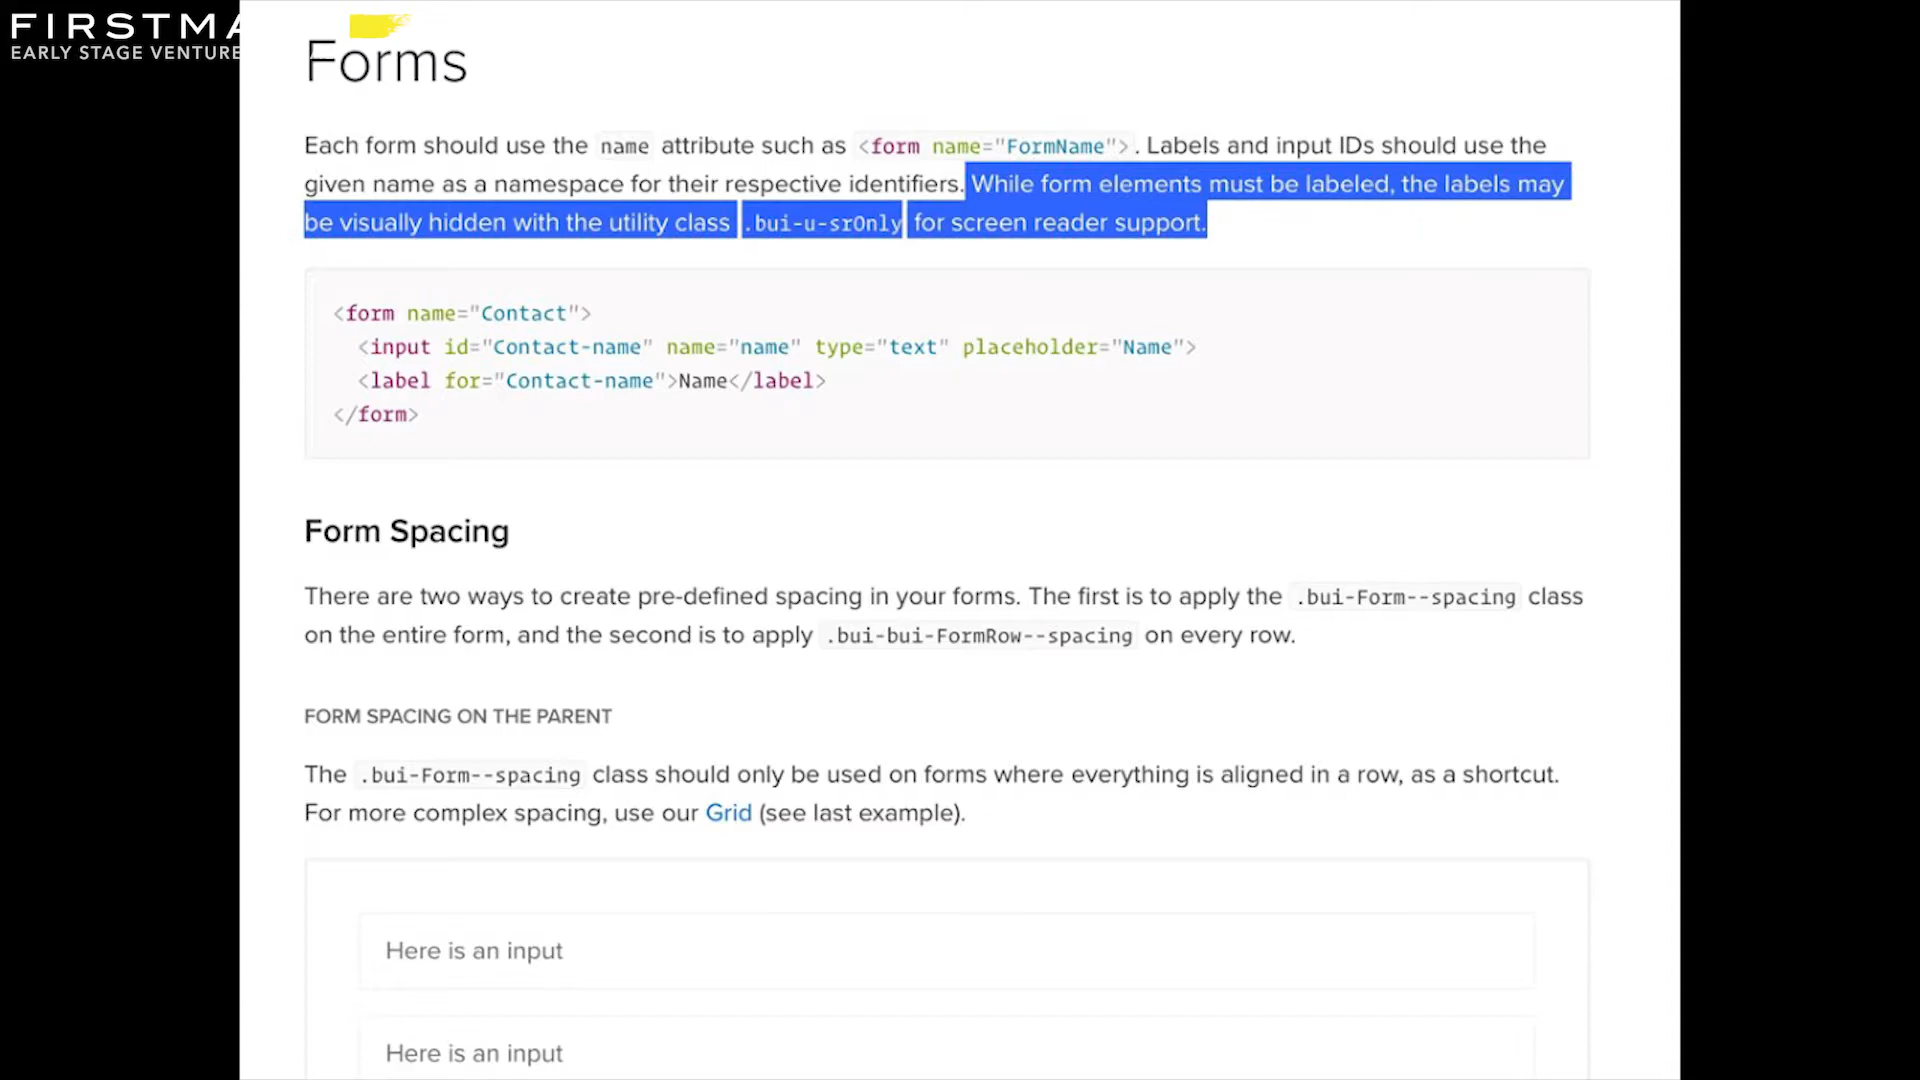 FIRSTMA
EARLY STAGE VENTURE
Forms
Each form should use the name attribute such as <form name="FormName">. Labels and input IDs should use the
given name as a namespace for their respective identifiers. While form elements must be labeled, the labels may
be visually hidden with the utility class .bui-u-srOnly for screen reader support.
<form name="Contact">
<input id="Contact-name" name="name" type="text" placeholder="Name">
<label for="Contact-name">Name</label>
</form>
Form Spacing
There are two ways to create pre-defined spacing in your forms. The first is to apply the .bui-Form--spacing class
on the entire form, and the second is to apply .bui-bui-FormRow--spacing on every row.
FORM SPACING ON THE PARENT
The .bui-Form--spacing class should only be used on forms where everything is aligned in a row, as a shortcut.
For more complex spacing, use our Grid (see last example).
Here is an input
Here is an input